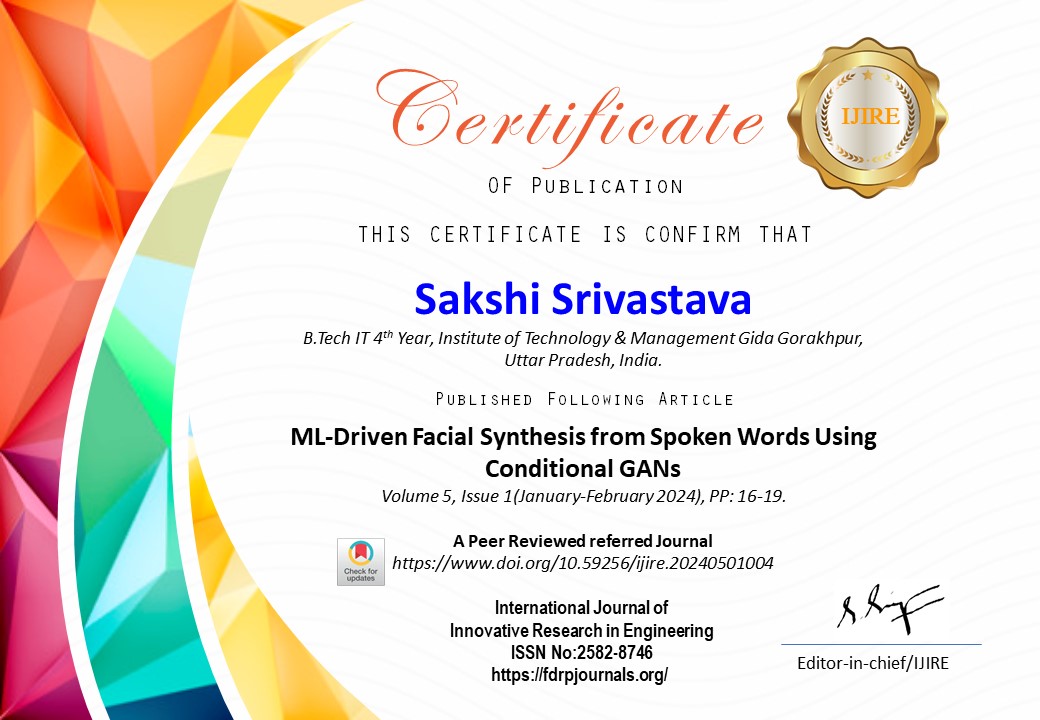 Certificate
IJIRE
OF PUBLICATION
THIS CERTIFICATE IS CONFIRM THAT
Sakshi Srivastava
B.Tech IT 4th Year, Institute of Technology & Management Gida Gorakhpur,
Uttar Pradesh, India.
PUBLISHED FOLLOWING ARTICLE
ML-Driven Facial Synthesis from Spoken Words Using
Conditional GANs
Volume 5, Issue 1(January-February 2024), PP: 16-19.
A Peer Reviewed referred Journal
Check for
updates
https://www.doi.org/10.59256/ijire.20240501004
International Journal of
Innovative Research in Engineering
ISSN No:2582-8746
https://fdrpjournals.org/
Editor-in-chief/IJIRE